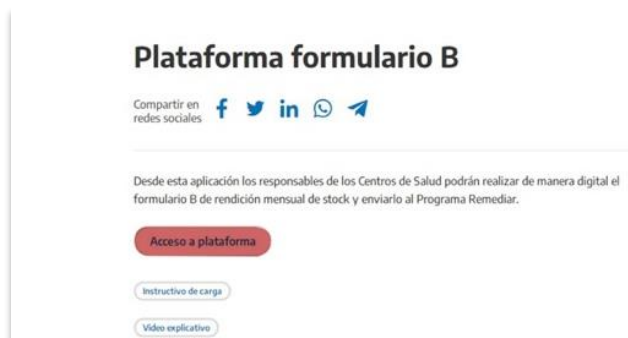 Plataforma formulario B
Compartir en
redes sociales
Desde esta aplicación los responsables de los Centros de Salud podrán realizar de manera digital el
formulario B de rendición mensual de stock y enviarlo al Programa Remediar.
Acceso a plataforma
Instructivo de carga
Video explicativo